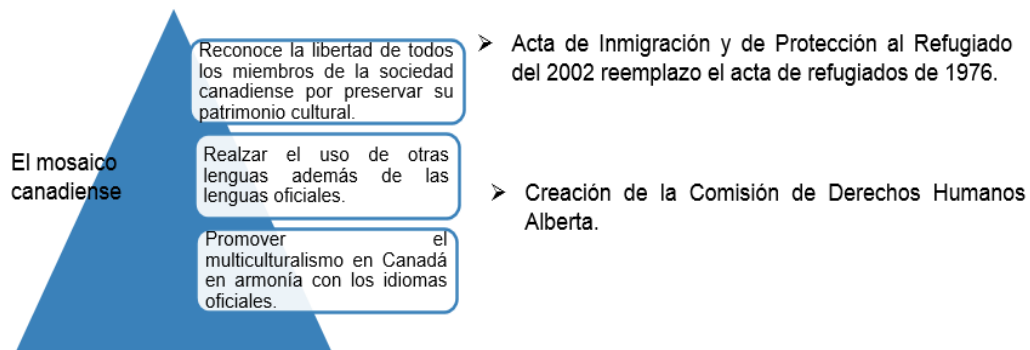 El mosaico
canadiense
Reconoce la libertad de todos
los miembros de la sociedad
canadiense por preservar su
patrimonio cultural.
Realzar el uso de otras
lenguas además de las
lenguas oficiales.
Promover el
multiculturalismo en Canadá
en armonía con los idiomas
oficiales.
➢ Acta de Inmigración y de Protección al Refugiado
del 2002 reemplazo el acta de refugiados de 1976.
➢ Creación de la Comisión de Derechos Humanos
Alberta.